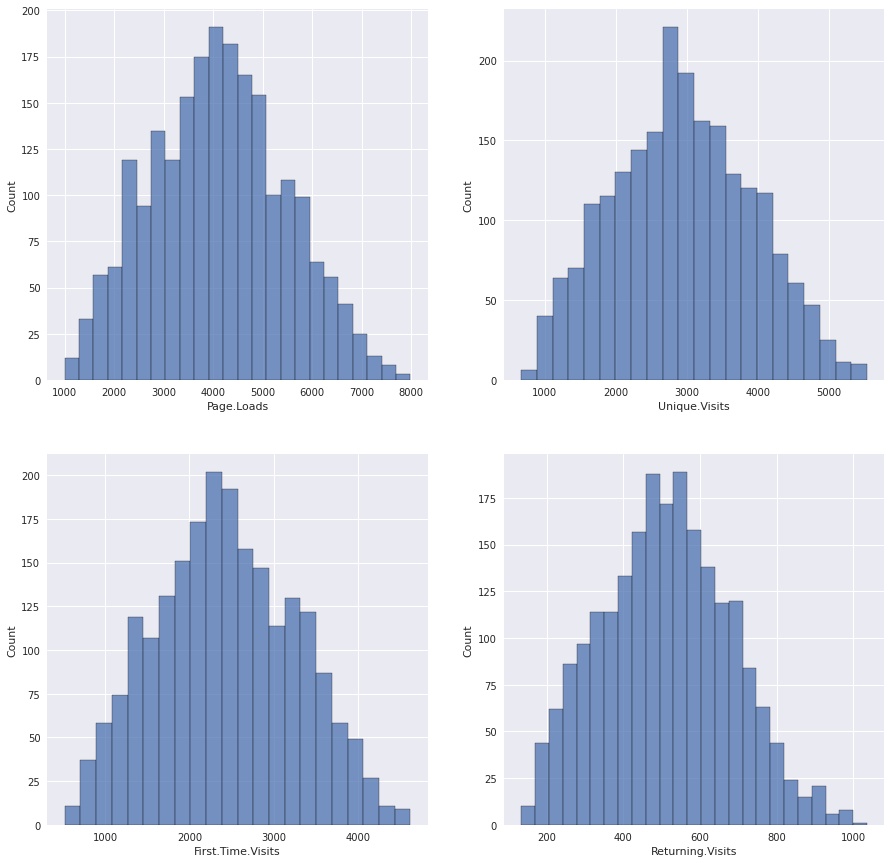 200
175
150
125
100
75
50
25
0
Count
1000 2000 3000 4000 5000 6000 7000 8000
Page.Loads
200
150
100
50
0
Count
1000 2000 3000 4000 5000
Unique.Visits
200
175
150
125
100
75
50
25
0
Count
1000 2000 3000 4000
First.Time.Visits
175
150
125
100
75
50
25
0
Count
200 400 600 800 1000
Returning.Visits